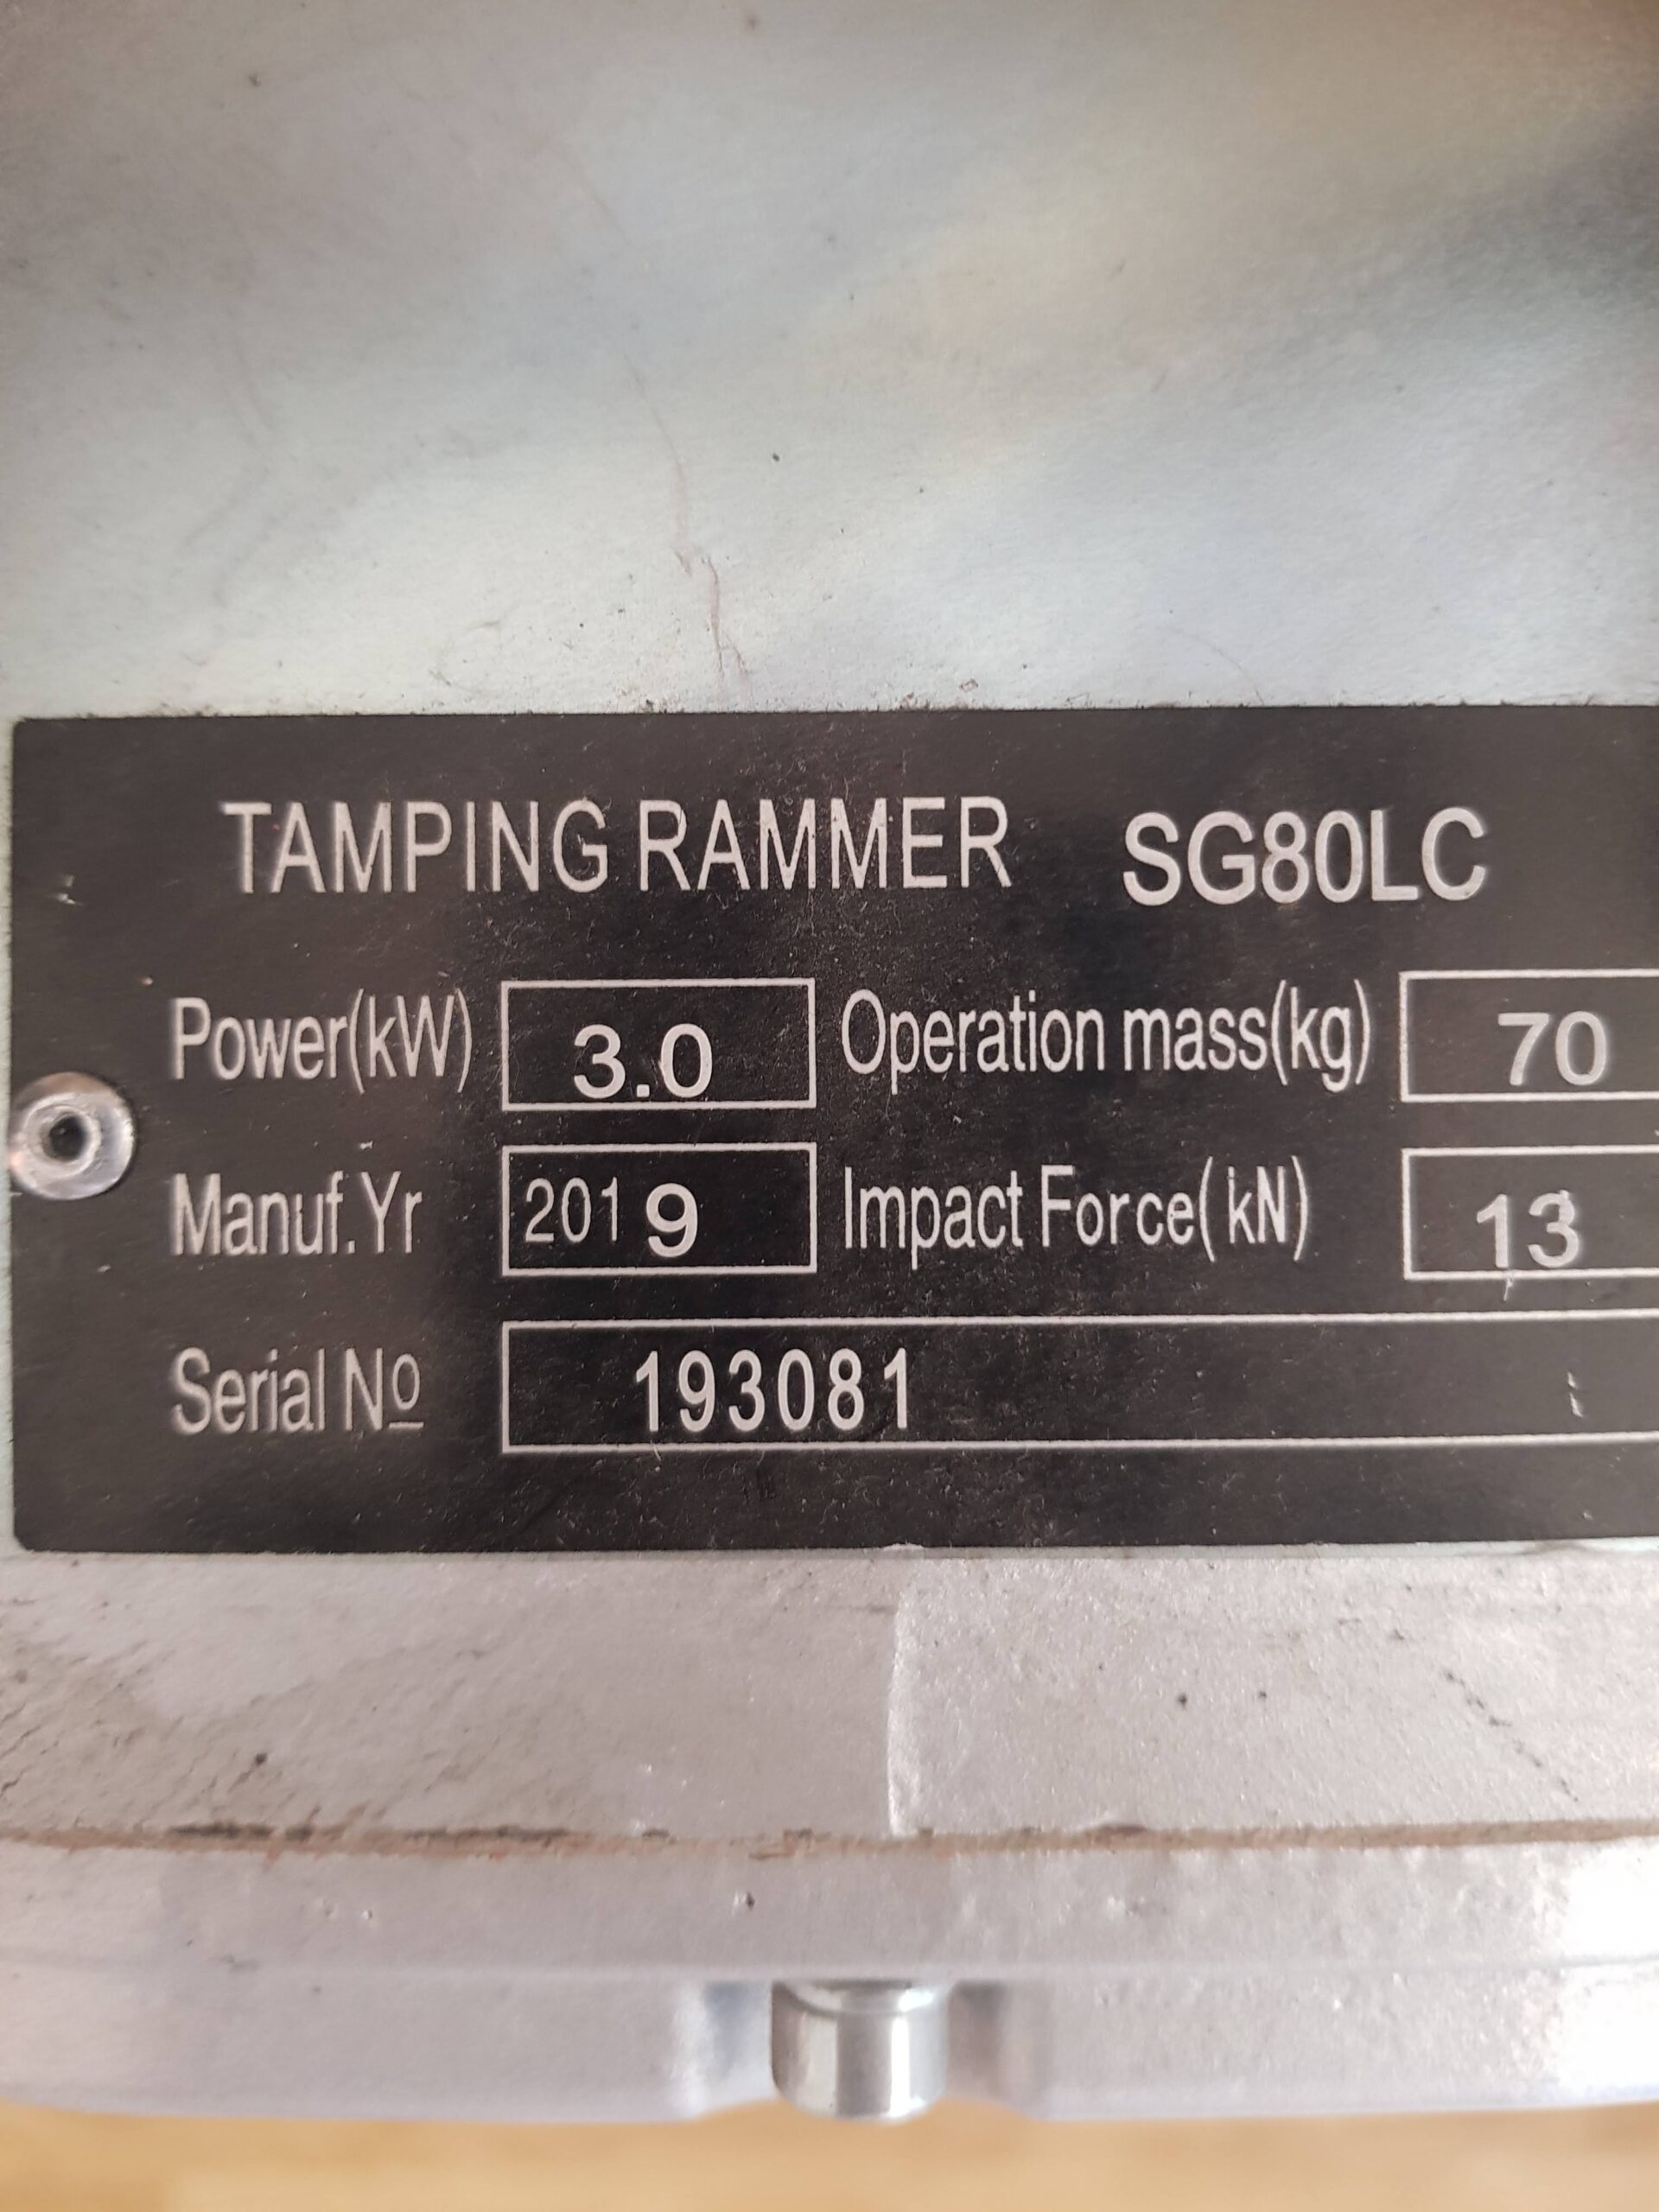 TAMPING RAMMER SG80LC
Power(kW) 3.0 Operation mass(kg) 70
Manuf.Yr 2019 Impact Force(kN) 13
Serial Nº 193081